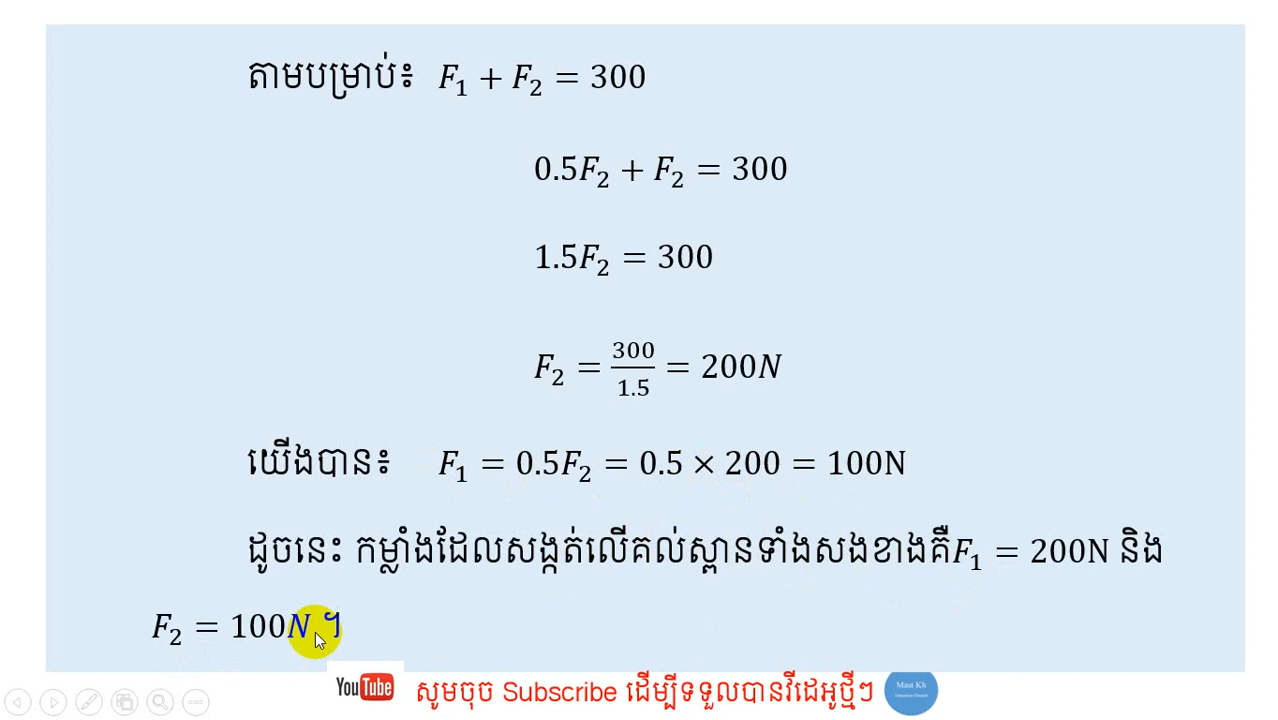 តាមបម្រាប់៖ F₁ + F₂ = 300
0.5F₂ + F₂ = 300
1.5F₂ = 300
F₂ = 300/1.5 = 200N
យើងបាន៖ F₁ = 0.5F₂ = 0.5 × 200 = 100N
ដូចនេះ កម្លាំងដែលសង្កត់លើគល់ស្ពានទាំងសងខាងគឺF₁ = 200N និង
F₂ = 100N ។
YouTube សូមចុច Subscribe ដើម្បីទទួលបានវីដេអូថ្មីៗ Mast Kh